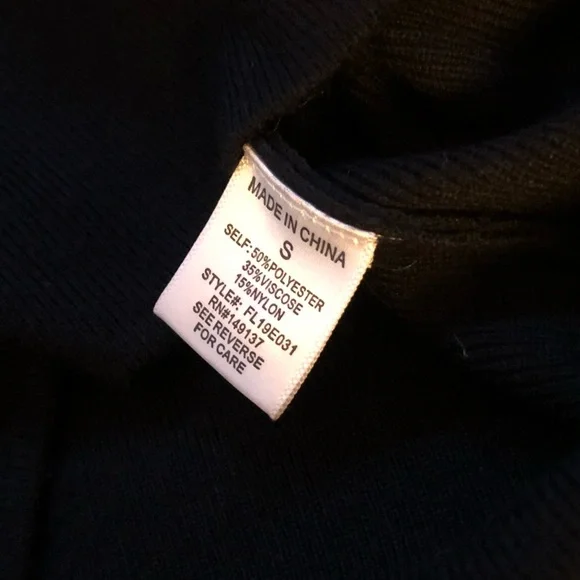 MADE IN CHINA
S
SELF:50%POLYESTER
35%VISCOSE
15%NYLON
STYLE#: FL19E031
RN#149137
SEE REVERSE
FOR CARE